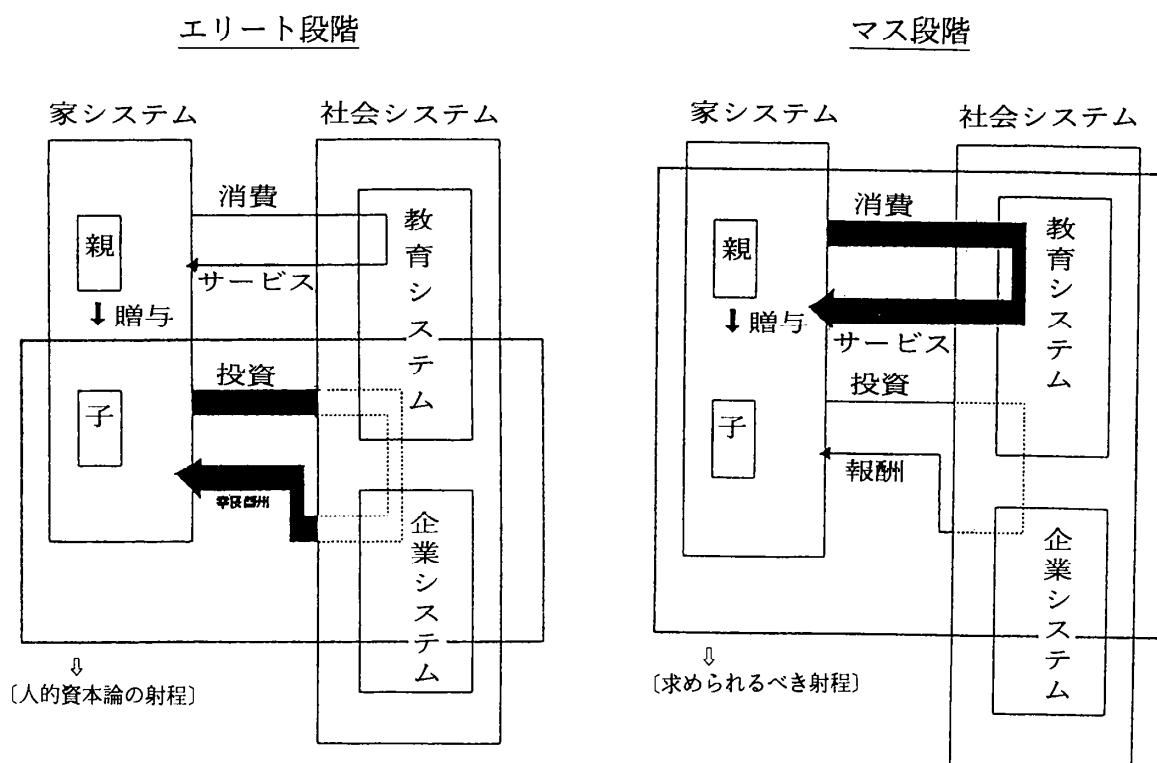 エリート段階
家システム
社会システム
消費
親
サービス
教育システム
贈与
投資
子
企業システム
〔人的資本論の射程〕
マス段階
家システム
社会システム
消費
親
教育システム
贈与
サービス
投資
子
報酬
企業システム
〔求められるべき射程〕